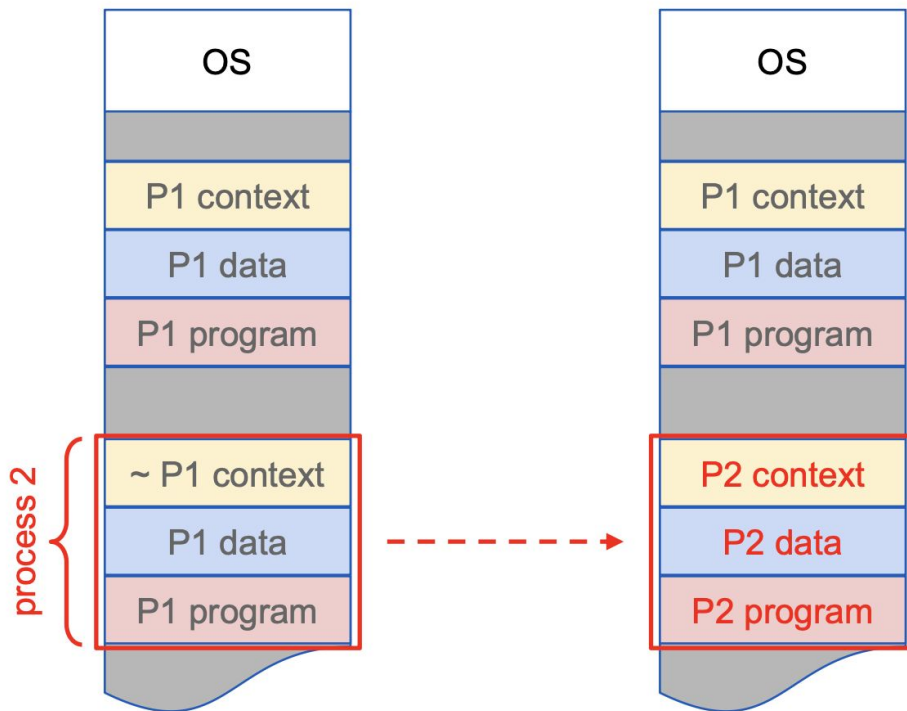 OS
P1 context
P1 data
P1 program
process 2
~ P1 context
P1 data
P1 program
OS
P1 context
P1 data
P1 program
P2 context
P2 data
P2 program